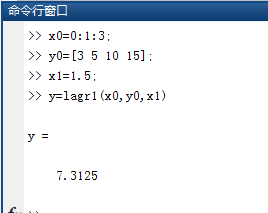 命令行窗口
>> x0=0:1:3;
>> y0=[3 5 10 15];
>> x1=1.5;
>> y=lagr1(x0,y0,x1)
y =
7.3125
fx >>